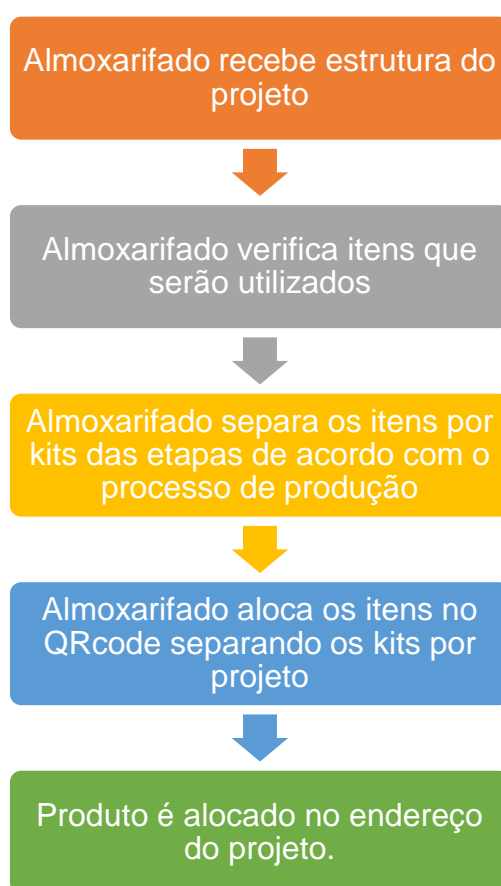 Almoxarifado recebe estrutura do
projeto
Almoxarifado verifica itens que
serão utilizados
Almoxarifado separa os itens por
kits das etapas de acordo com o
processo de produção
Almoxarifado aloca os itens no
QRcode separando os kits por
projeto
Produto é alocado no endereço
do projeto.